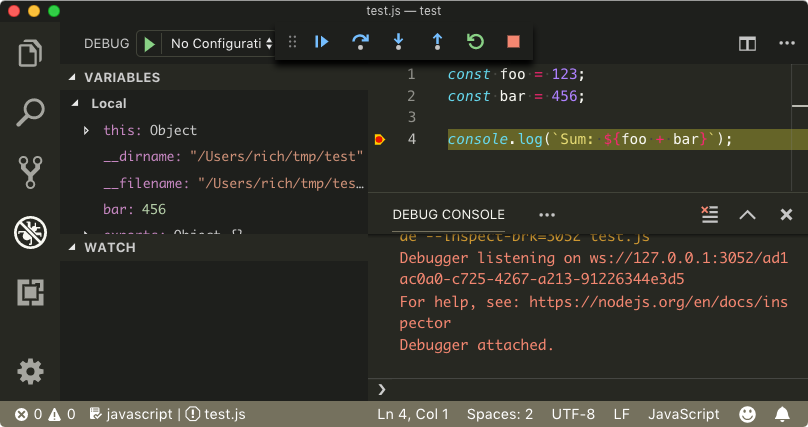 test.js — test
DEBUG No Configurati
VARIABLES
Local
this: Object
__dirname: "/Users/rich/tmp/test"
__filename: "/Users/rich/tmp/tes…
bar: 456
exports: Object {}
WATCH
1 const foo = 123;
2 const bar = 456;
3
4 console.log(`Sum: ${foo + bar}`);
DEBUG CONSOLE
de --inspect-brk=3052 test.js
Debugger listening on ws://127.0.0.1:3052/ad1
ac0a0-c725-4267-a213-91226344e3d5
For help, see: https://nodejs.org/en/docs/ins
pector
Debugger attached.
❯
0 0 javascript | test.js Ln 4, Col 1 Spaces: 2 UTF-8 LF JavaScript